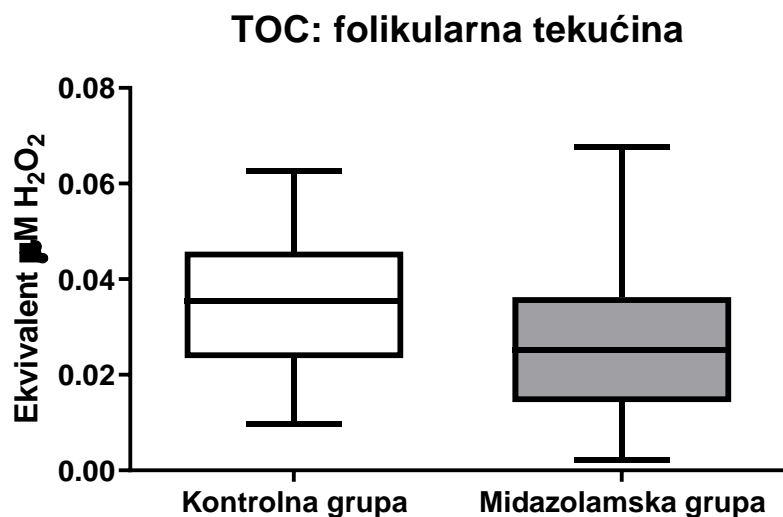 TOC: folikularna tekućina
Ekvivalent µM H₂O₂
0.08
0.06
0.04
0.02
0.00
Kontrolna grupa
Midazolamska grupa